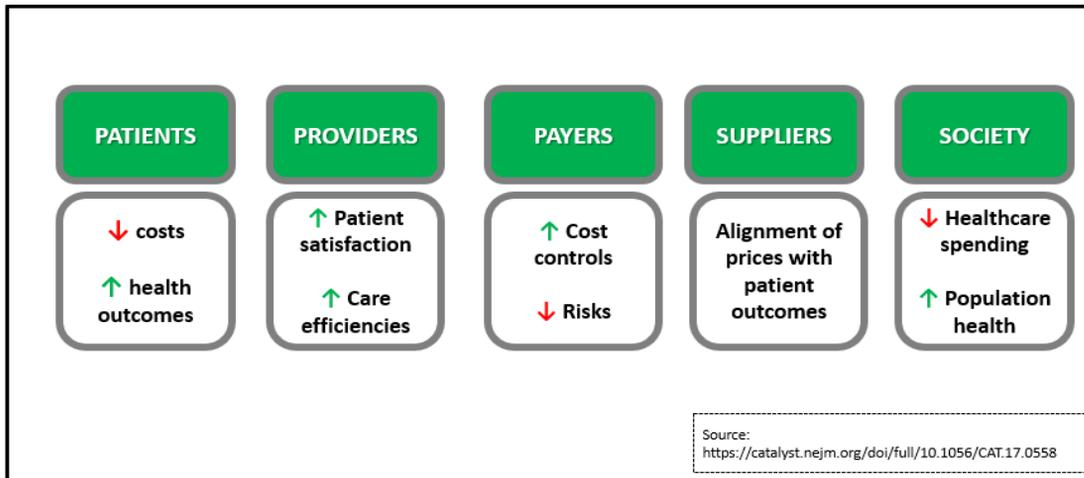 PATIENTS
↓ costs
↑ health
outcomes
PROVIDERS
↑ Patient
satisfaction
↑ Care
efficiencies
PAYERS
↑ Cost
controls
↓ Risks
SUPPLIERS
Alignment of
prices with
patient
outcomes
SOCIETY
↓ Healthcare
spending
↑ Population
health
Source:
https://catalyst.nejm.org/doi/full/10.1056/CAT.17.0558